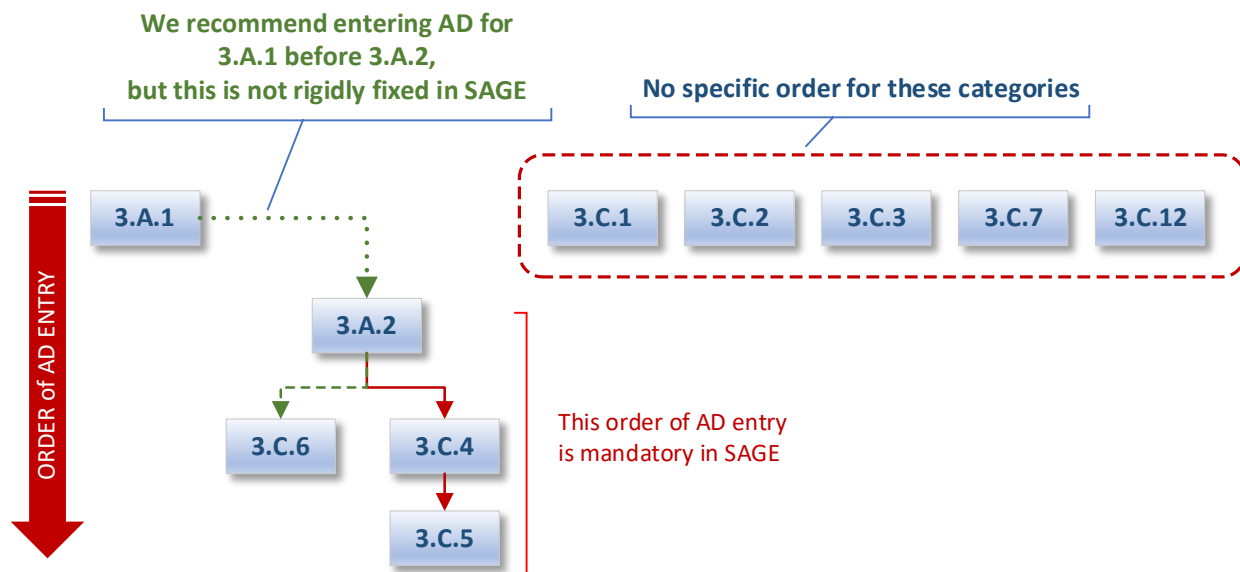 We recommend entering AD for
3.A.1 before 3.A.2,
but this is not rigidly fixed in SAGE
No specific order for these categories
ORDER of AD ENTRY
3.A.1
3.C.1
3.C.2
3.C.3
3.C.7
3.C.12
3.A.2
3.C.6
3.C.4
This order of AD entry
is mandatory in SAGE
3.C.5